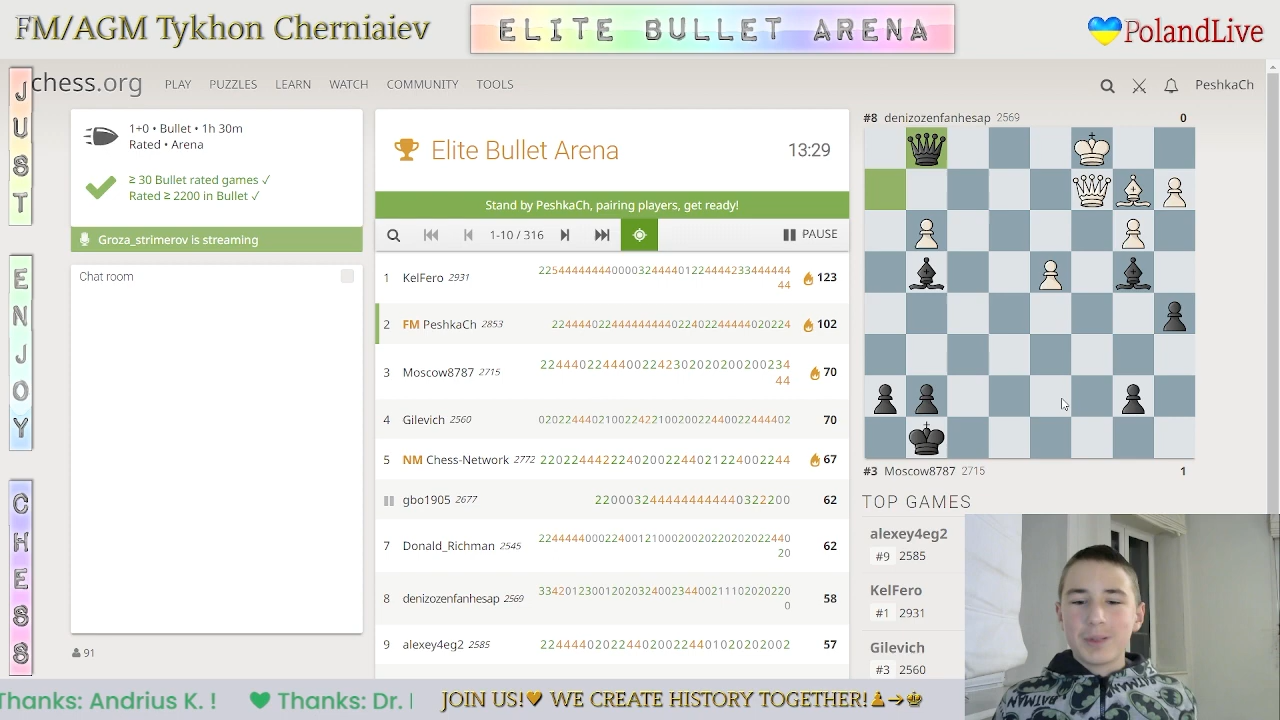 FM/AGM Tykhon Cherniaiev
ELITE BULLET ARENA
PolandLive
JUST
ENJOY
CHESS
chess.org
PLAY
PUZZLES
LEARN
WATCH
COMMUNITY
TOOLS
PeshkaCh
1+0 • Bullet • 1h 30m
Rated • Arena
≥ 30 Bullet rated games ✓
Rated ≥ 2200 in Bullet ✓
Groza_strimerov is streaming
Chat room
91
Elite Bullet Arena
13:29
Stand by PeshkaCh, pairing players, get ready!
1-10 / 316
PAUSE
1 KelFero 2931
123
2 FM PeshkaCh 2853
102
3 Moscow8787 2715
70
4 Gilevich 2560
70
5 NM Chess-Network 2772
67
gbo1905 2677
62
7 Donald_Richman 2545
62
8 denizozenfanhesap 2569
58
9 alexey4eg2 2585
57
#8 denizozenfanhesap 2569 0
#3 Moscow8787 2715 1
TOP GAMES
alexey4eg2
#9 2585
KelFero
#1 2931
Gilevich
#3 2560
BATMAN
Thanks: Andrius K. !
Thanks: Dr.
JOIN US! WE CREATE HISTORY TOGETHER!